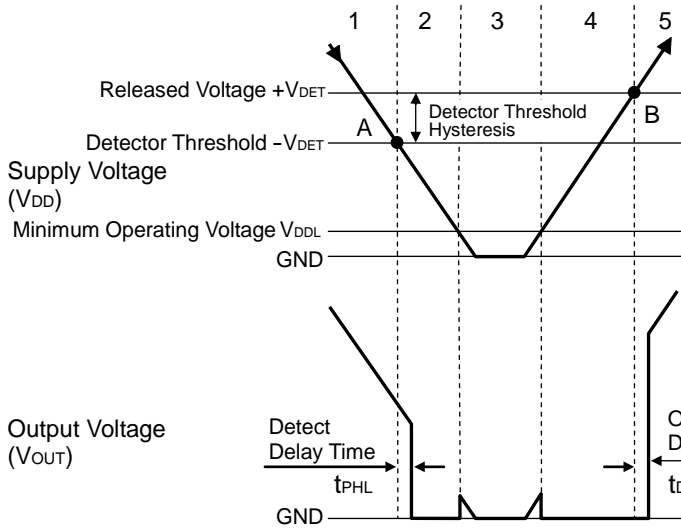 1 2 3 4 5
Released Voltage +VDET
Detector Threshold
Hysteresis
A
B
Detector Threshold -VDET
Supply Voltage
(VDD)
Minimum Operating Voltage VDDL
GND
Output Voltage
(VOUT)
Detect
Delay Time
tPHL
GND